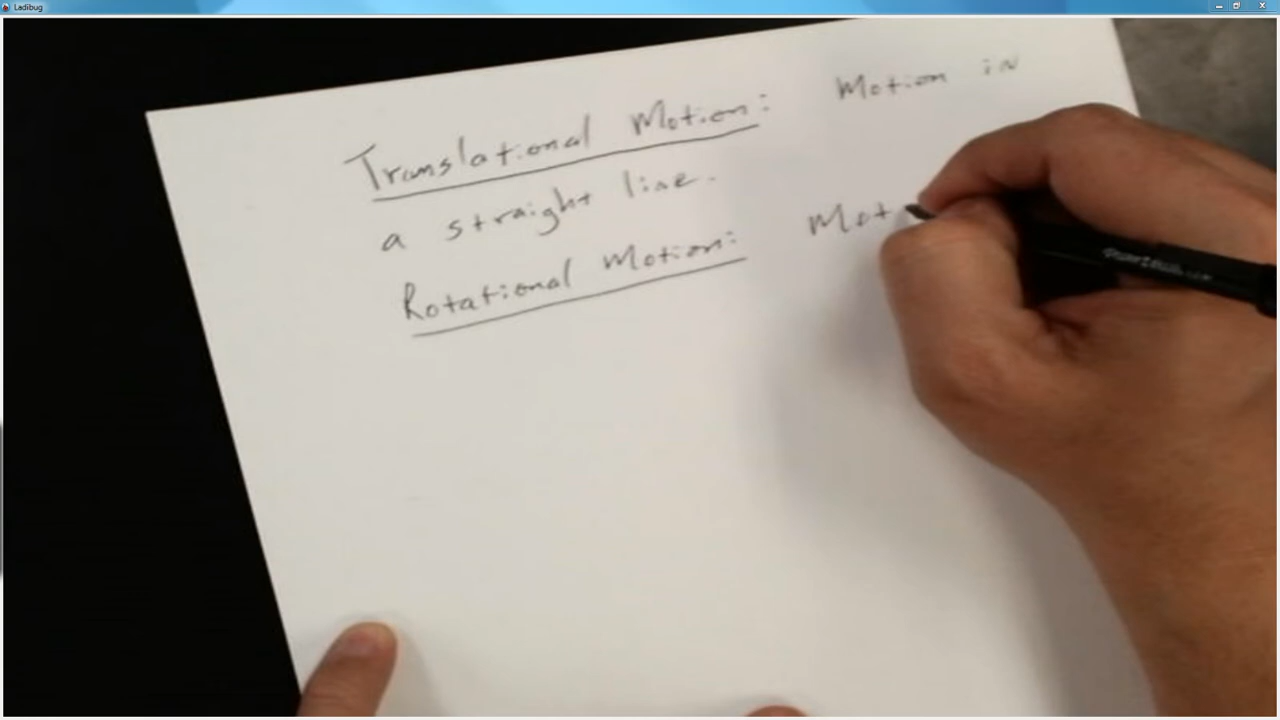 Ladibug
Translational Motion: Motion in
a straight line.
Rotational Motion: Mot